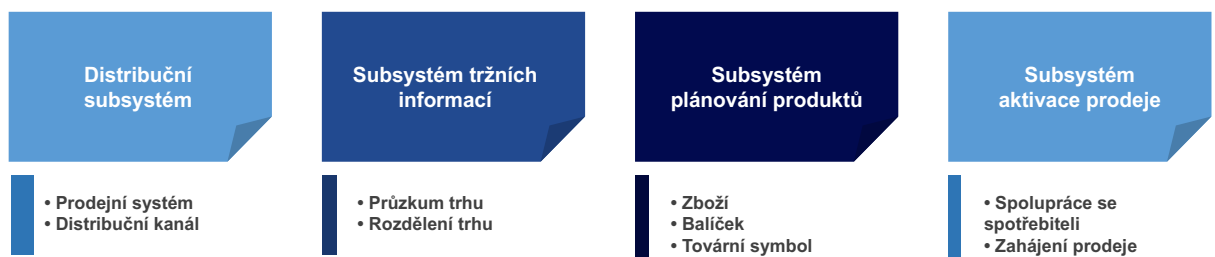 Distribuční
subsystém
Subsystém tržních
informací
Subsystém
plánování produktů
Subsystém
aktivace prodeje
• Prodejní systém
• Distribuční kanál
• Průzkum trhu
• Rozdělení trhu
• Zboží
• Balíček
• Tovární symbol
• Spolupráce se
spotřebiteli
• Zahájení prodeje